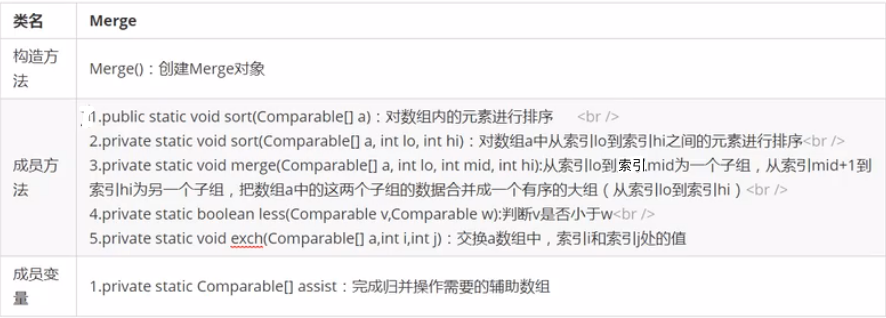 类名 Merge
构造方
法
Merge()：创建Merge对象
成员方
法
1.public static void sort(Comparable[] a)：对数组内的元素进行排序 <br />
2.private static void sort(Comparable[] a, int lo, int hi)：对数组a中从索引lo到索引hi之间的元素进行排序<br />
3.private static void merge(Comparable[] a, int lo, int mid, int hi):从索引lo到索引mid为一个子组，从索引mid+1到
索引hi为另一个子组，把数组a中的这两个子组的数据合并成一个有序的大组（从索引lo到索引hi）<br />
4.private static boolean less(Comparable v,Comparable w):判断v是否小于w<br />
5.private static void exch(Comparable[] a,int i,int j)：交换a数组中，索引i和索引j处的值
成员变
量
1.private static Comparable[] assist：完成归并操作需要的辅助数组